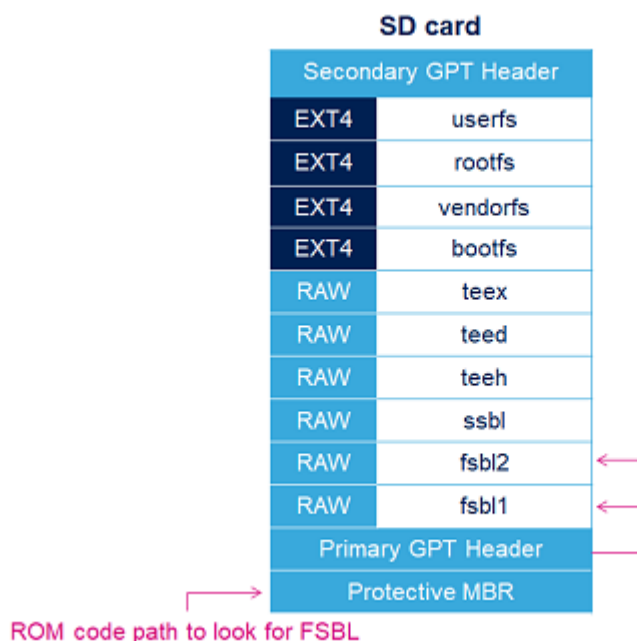 SD card
Secondary GPT Header
EXT4 userfs
EXT4 rootfs
EXT4 vendorfs
EXT4 bootfs
RAW teex
RAW teed
RAW teeh
RAW ssbl
RAW fsbl2
RAW fsbl1
Primary GPT Header
Protective MBR
ROM code path to look for FSBL